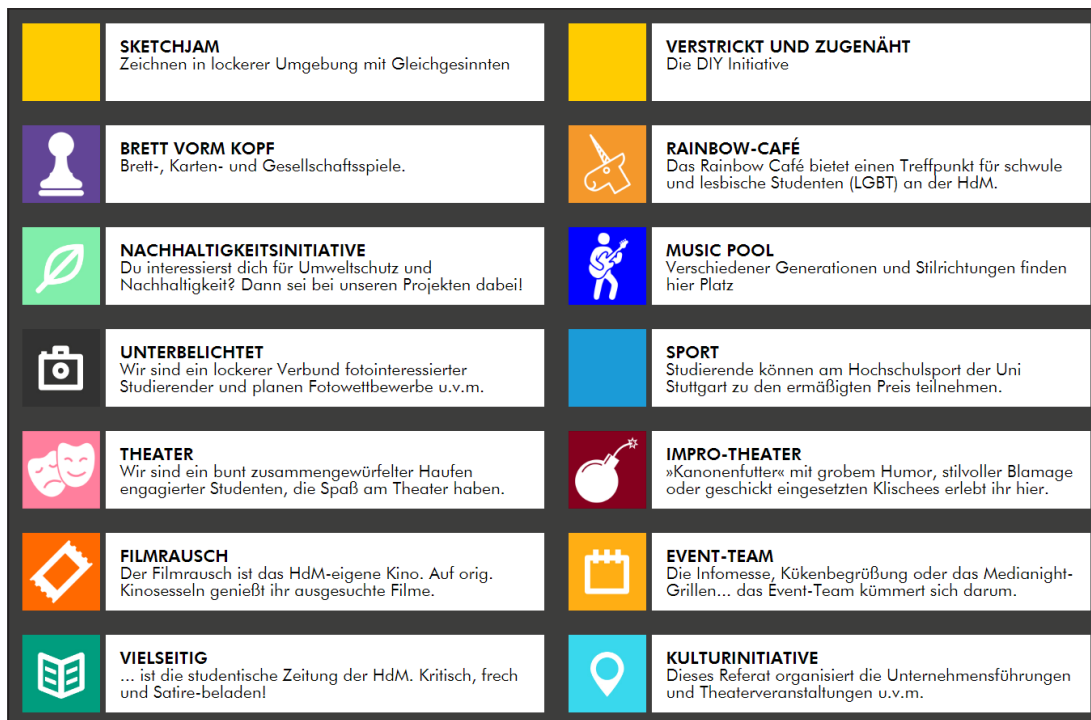 SKETCHJAM
Zeichnen in lockerer Umgebung mit Gleichgesinnten
VERSTRICKT UND ZUGENÄHT
Die DIY Initiative
BRETT VORM KOPF
Brett-, Karten- und Gesellschaftsspiele.
RAINBOW-CAFÉ
Das Rainbow Café bietet einen Treffpunkt für schwule
und lesbische Studenten (LGBT) an der HdM.
NACHHALTIGKEITSINITIATIVE
Du interessierst dich für Umweltschutz und
Nachhaltigkeit? Dann sei bei unseren Projekten dabei!
MUSIC POOL
Verschiedener Generationen und Stilrichtungen finden
hier Platz
UNTERBELICHTET
Wir sind ein lockerer Verbund fotointeressierter
Studierender und planen Fotowettbewerbe u.v.m.
SPORT
Studierende können am Hochschulsport der Uni
Stuttgart zu den ermäßigten Preis teilnehmen.
THEATER
Wir sind ein bunt zusammengewürfelter Haufen
engagierter Studenten, die Spaß am Theater haben.
IMPRO-THEATER
»Kanonenfutter« mit grobem Humor, stilvoller Blamage
oder geschickt eingesetzten Klischees erlebt ihr hier.
FILMRAUSCH
Der Filmrausch ist das HdM-eigene Kino. Auf orig.
Kinosesseln genießt ihr ausgesuchte Filme.
EVENT-TEAM
Die Infomesse, Kükenbegrüßung oder das Medianight-
Grillen... das Event-Team kümmert sich darum.
VIELSEITIG
... ist die studentische Zeitung der HdM. Kritisch, frech
und Satire-beladen!
KULTURINITIATIVE
Dieses Referat organisiert die Unternehmensführungen
und Theaterveranstaltungen u.v.m.